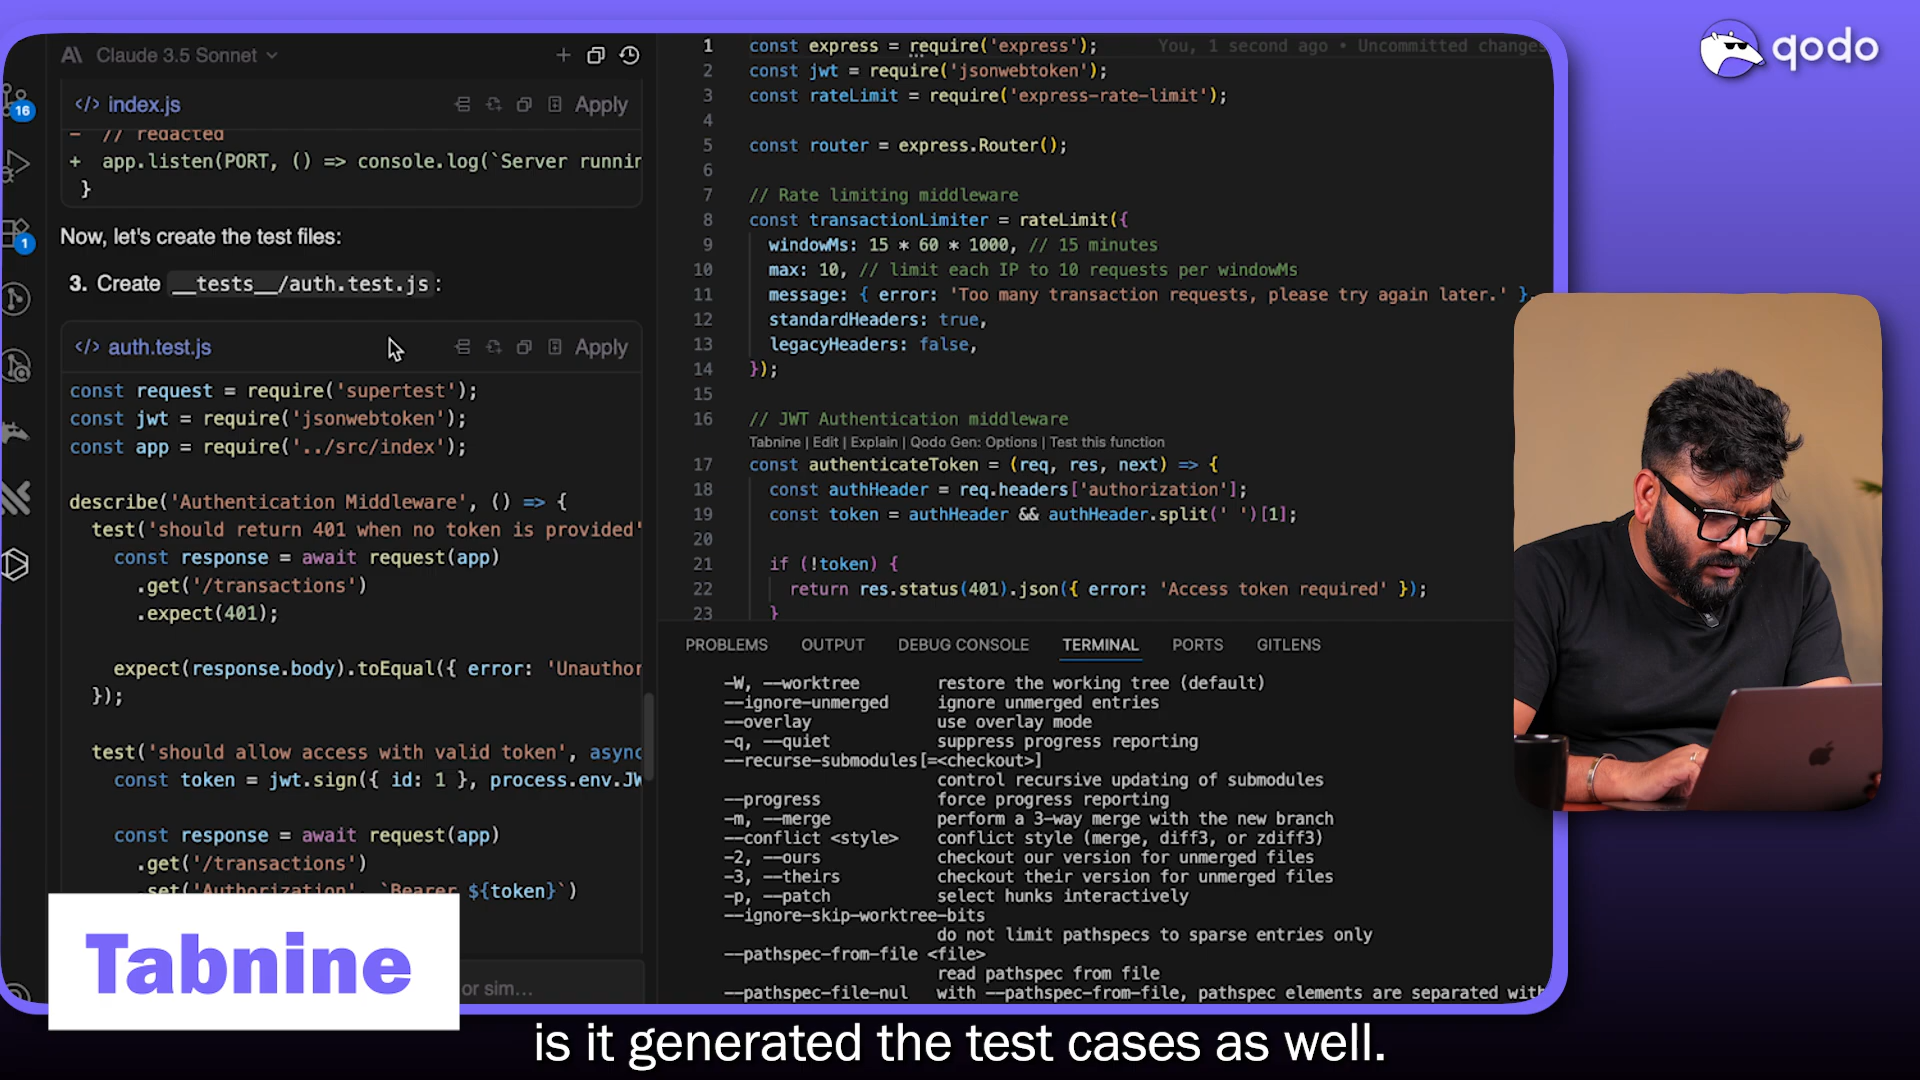 Claude 3.5 Sonnet
16
1
</> index.js
Apply
- // redacted
+ app.listen(PORT, () => console.log(`Server runnin
}
Now, let's create the test files:
3. Create __tests__/auth.test.js:
</> auth.test.js
Apply
const request = require('supertest');
const jwt = require('jsonwebtoken');
const app = require('../src/index');
describe('Authentication Middleware', () => {
test('should return 401 when no token is provided'
const response = await request(app)
.get('/transactions')
.expect(401);
expect(response.body).toEqual({ error: 'Unauthor
});
test('should allow access with valid token', async
const token = jwt.sign({ id: 1 }, process.env.JW
const response = await request(app)
.get('/transactions')
.set('Authorization', `Bearer ${token}`)
or sim...
1 const express = require('express'); You, 1 second ago • Uncommitted changes
2 const jwt = require('jsonwebtoken');
3 const rateLimit = require('express-rate-limit');
4
5 const router = express.Router();
6
7 // Rate limiting middleware
8 const transactionLimiter = rateLimit({
9 windowMs: 15 * 60 * 1000, // 15 minutes
10 max: 10, // limit each IP to 10 requests per windowMs
11 message: { error: 'Too many transaction requests, please try again later.' },
12 standardHeaders: true,
13 legacyHeaders: false,
14 });
15
16 // JWT Authentication middleware
Tabnine | Edit | Explain | Qodo Gen: Options | Test this function
17 const authenticateToken = (req, res, next) => {
18 const authHeader = req.headers['authorization'];
19 const token = authHeader && authHeader.split(' ')[1];
20
21 if (!token) {
22 return res.status(401).json({ error: 'Access token required' });
23 }
PROBLEMS OUTPUT DEBUG CONSOLE TERMINAL PORTS GITLENS
-W, --worktree restore the working tree (default)
--ignore-unmerged ignore unmerged entries
--overlay use overlay mode
-q, --quiet suppress progress reporting
--recurse-submodules[=<checkout>]
control recursive updating of submodules
--progress force progress reporting
-m, --merge perform a 3-way merge with the new branch
--conflict <style> conflict style (merge, diff3, or zdiff3)
-2, --ours checkout our version for unmerged files
-3, --theirs checkout their version for unmerged files
-p, --patch select hunks interactively
--ignore-skip-worktree-bits
do not limit pathspecs to sparse entries only
--pathspec-from-file <file>
read pathspec from file
--pathspec-file-nul with --pathspec-from-file, pathspec elements are separated wit
qodo
Tabnine
is it generated the test cases as well.